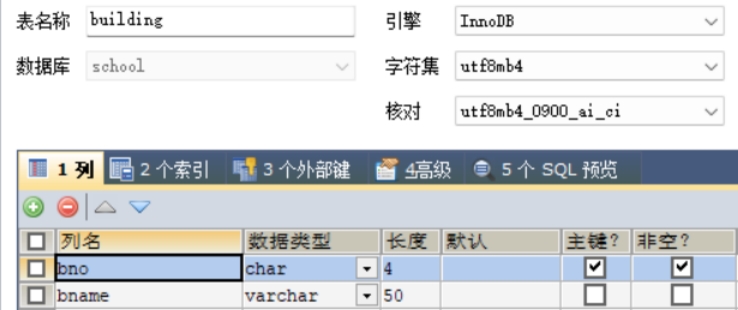 表名称 building 引擎 InnoDB
数据库 school 字符集 utf8mb4
核对 utf8mb4_0900_ai_ci
1 列 2 个索引 3 个外部键 4高级 5 个 SQL 预览
列名 数据类型 长度 默认 主键? 非空?
bno char 4
bname varchar 50